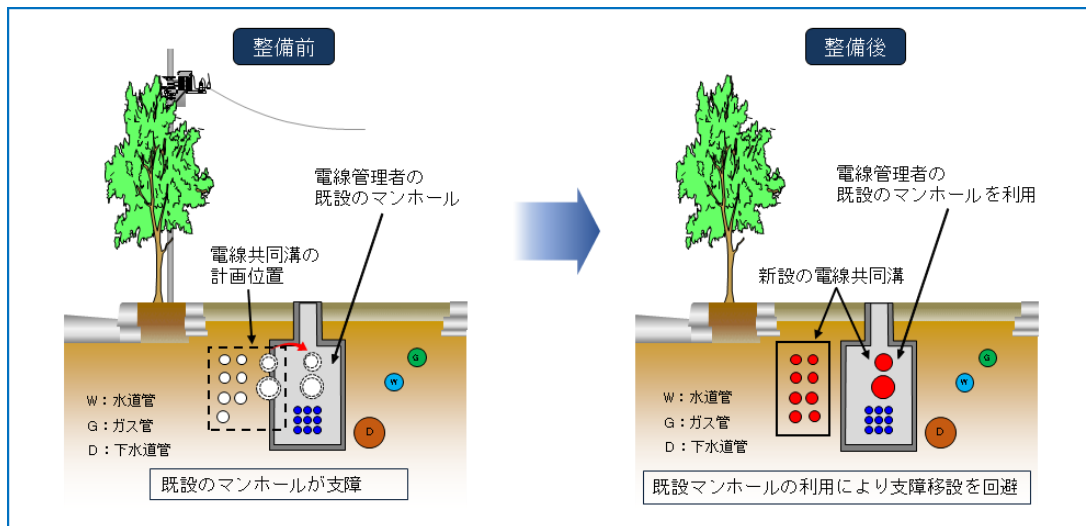 整備前
電線管理者の
既設のマンホール
電線共同溝の
計画位置
G
W
D
W：水道管
G：ガス管
D：下水道管
既設のマンホールが支障
整備後
電線管理者の
既設のマンホールを利用
新設の電線共同溝
G
W
D
W：水道管
G：ガス管
D：下水道管
既設マンホールの利用により支障移設を回避